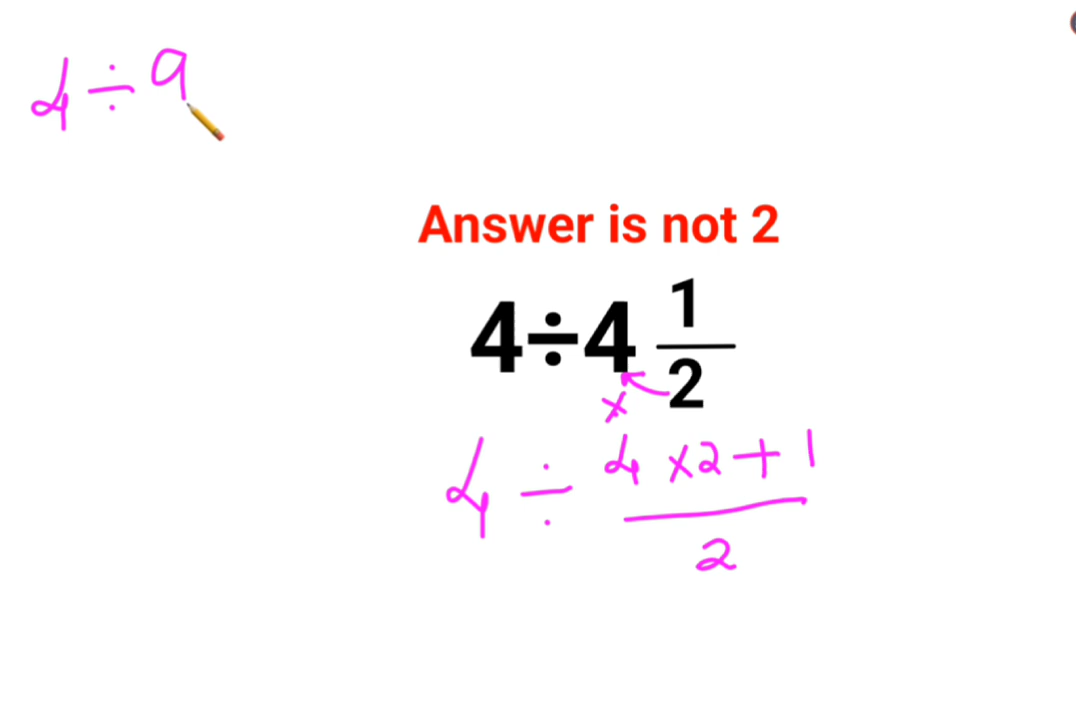 4 ÷ 9
Answer is not 2
4÷4 1/2
×
4 ÷ (4 × 2 + 1)/2